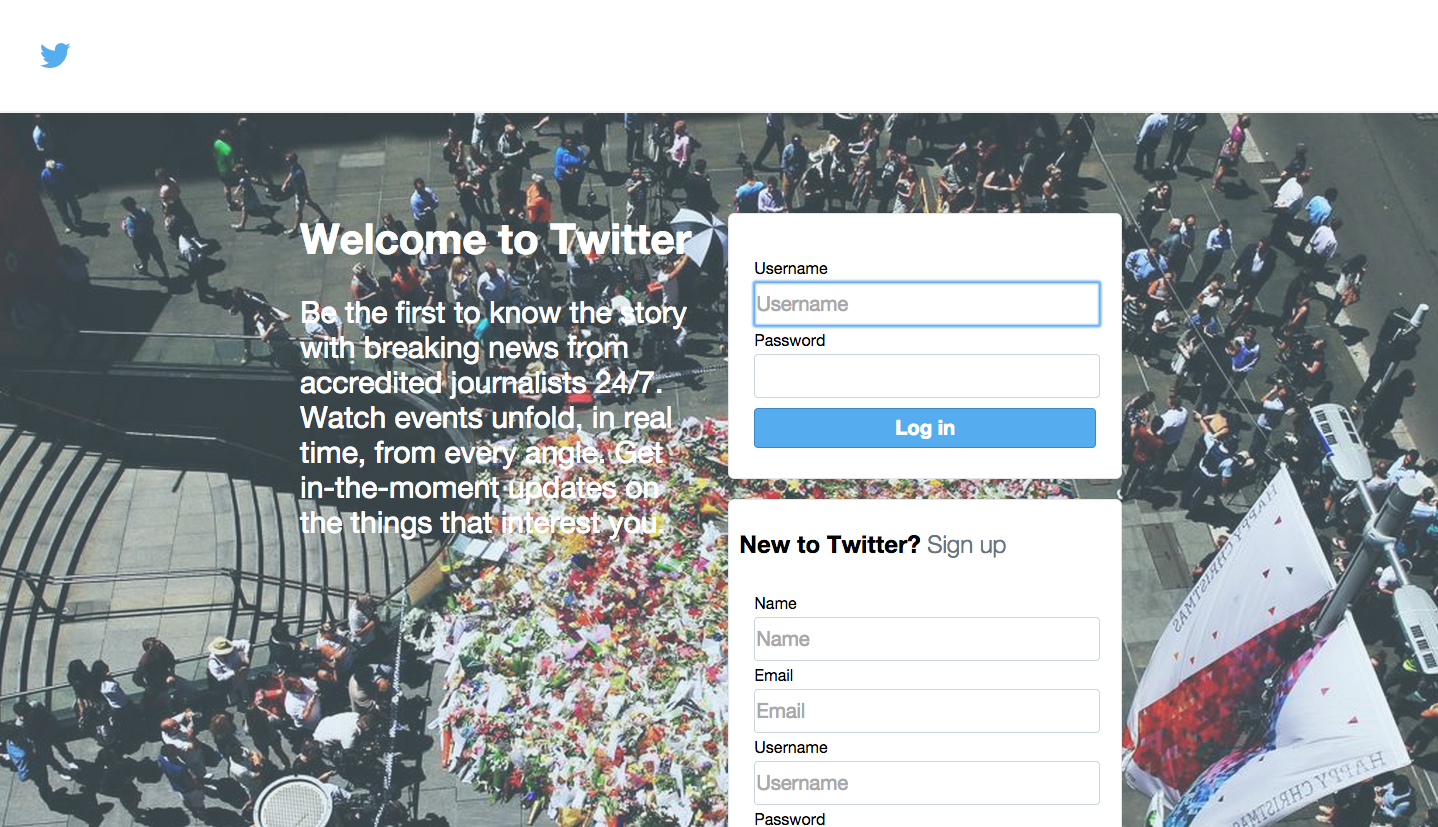 Welcome to Twitter
Be the first to know the story
with breaking news from
accredited journalists 24/7.
Watch events unfold, in real
time, from every angle. Get
in-the-moment updates on
the things that interest you.
Username
Username
Password
Log in
New to Twitter? Sign up
Name
Name
Email
Email
Username
Username
Password
HAPPY CHRISTMAS
HAPPY CHRISTMAS